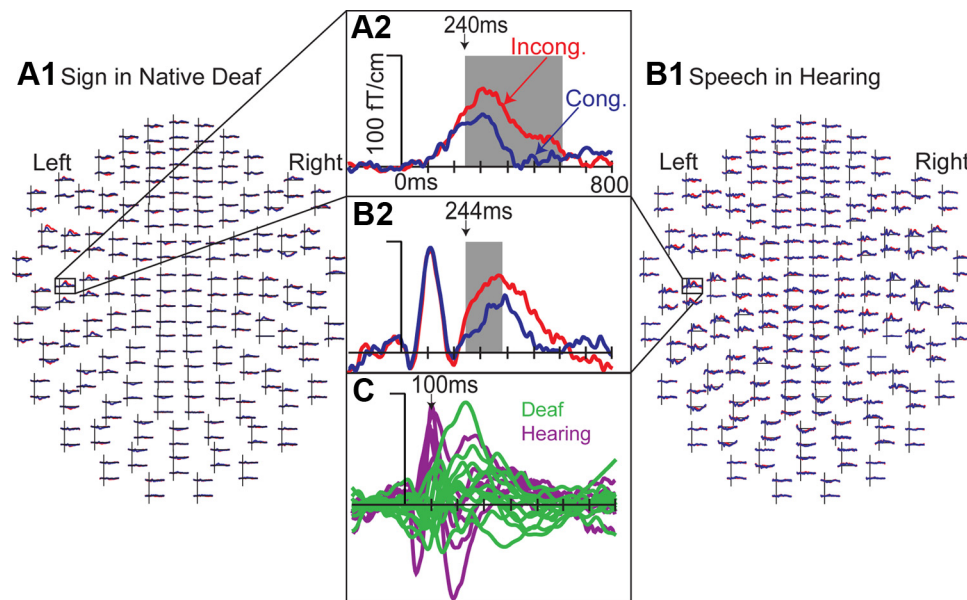 A1 Sign in Native Deaf
Left
Right
A2
240ms
Incong.
Cong.
100 fT/cm
0ms
800
B2
244ms
C
100ms
Deaf
Hearing
B1 Speech in Hearing
Left
Right